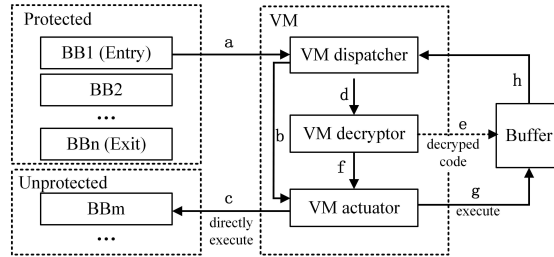 Protected
BB1 (Entry)
BB2
...
BBn (Exit)
Unprotected
BBm
...
VM
VM dispatcher
VM decryptor
VM actuator
Buffer
a
b
c
directly
execute
d
e
decryped
code
f
g
execute
h